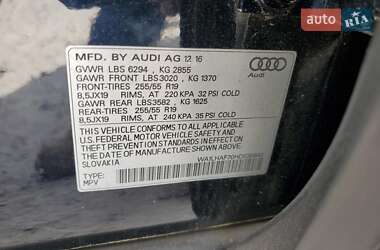 auto RIA
MFD. BY AUDI AG 12 16
GVWR LBS 6294 , KG 2855
GAWR FRONT LBS3020 , KG 1370
FRONT-TIRES 255/55 R19
8,5JX19 RIMS, AT 220 KPA 32 PSI COLD
GAWR REAR LBS3582 , KG 1625
REAR-TIRES 255/55 R19
8,5JX19 RIMS, AT 240 KPA 35 PSI COLD
THIS VEHICLE CONFORMS TO ALL APPLICABLE
U.S. FEDERAL MOTOR VEHICLE SAFETY
STANDARDS IN EFFECT ON THE
DATE OF MANUFACTURE SHOWN ABOVE
SLOVAKIA
Audi
TYPE:
MPV